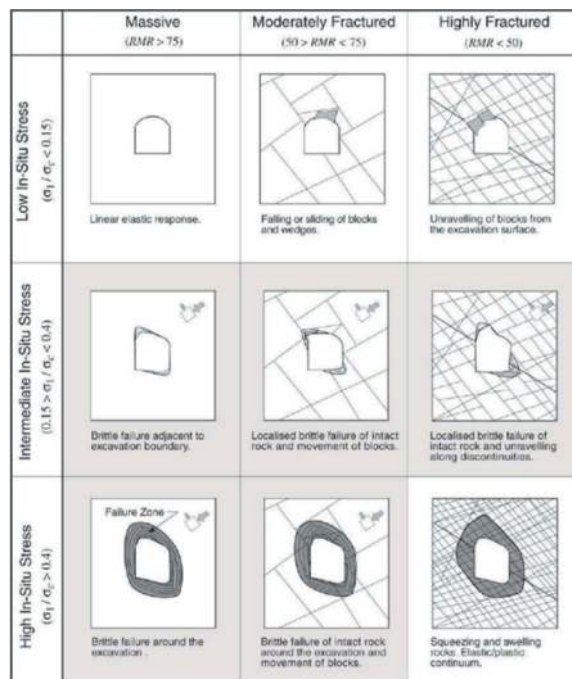 Massive
(RMR > 75)
Moderately Fractured
(50 > RMR < 75)
Highly Fractured
(RMR < 50)
Low In-Situ Stress
(σ1 / σc < 0.15)
Linear elastic response.
Falling or sliding of blocks
and wedges.
Unravelling of blocks from
the excavation surface.
Intermediate In-Situ Stress
(0.15 > σ1 / σc < 0.4)
Brittle failure adjacent to
excavation boundary.
Localised brittle failure of intact
rock and movement of blocks.
Localised brittle failure of
intact rock and unravelling
along discontinuities.
High In-Situ Stress
(σ1 / σc > 0.4)
Failure Zone
Brittle failure around the
excavation .
Brittle failure of intact rock
around the excavation and
movement of blocks.
Squeezing and swelling
rocks. Elastic/plastic
continuum.